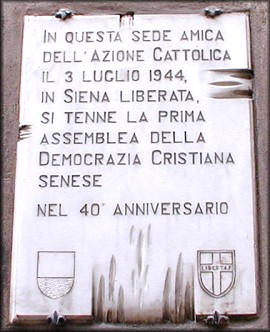 IN QUESTA SEDE AMICA
DELL'AZIONE CATTOLICA
IL 3 LUGLIO 1944,
IN SIENA LIBERATA,
SI TENNE LA PRIMA
ASSEMBLEA DELLA
DEMOCRAZIA CRISTIANA
SENESE
NEL 40° ANNIVERSARIO
LIBERTAS